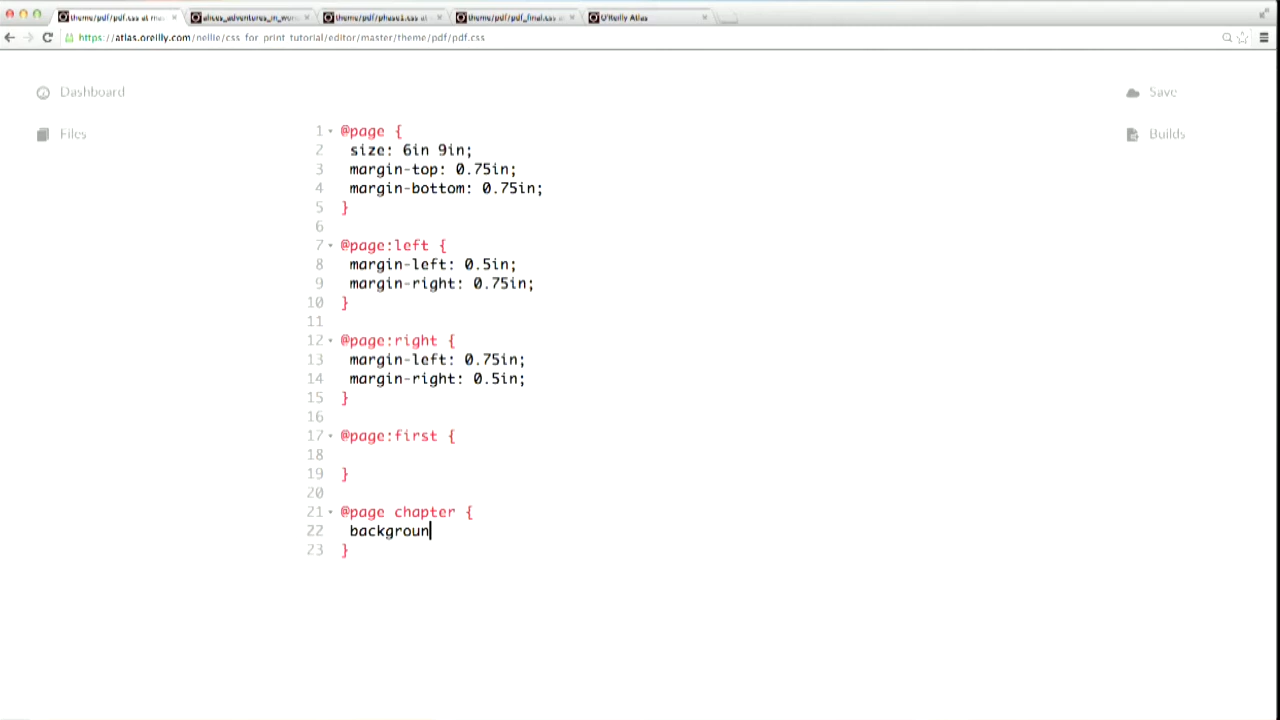 theme/pdf/pdf.css at mas
alices_adventures_in_won
theme/pdf/phase1.css at
theme/pdf/pdf_final.css a
O'Reilly Atlas
https://atlas.oreilly.com/nellie/css_for_print_tutorial/editor/master/theme/pdf/pdf.css
Dashboard
Save
Files
Builds
1 @page {
2 size: 6in 9in;
3 margin-top: 0.75in;
4 margin-bottom: 0.75in;
5 }
6
7 @page:left {
8 margin-left: 0.5in;
9 margin-right: 0.75in;
10 }
11
12 @page:right {
13 margin-left: 0.75in;
14 margin-right: 0.5in;
15 }
16
17 @page:first {
18
19 }
20
21 @page chapter {
22 backgroun
23 }